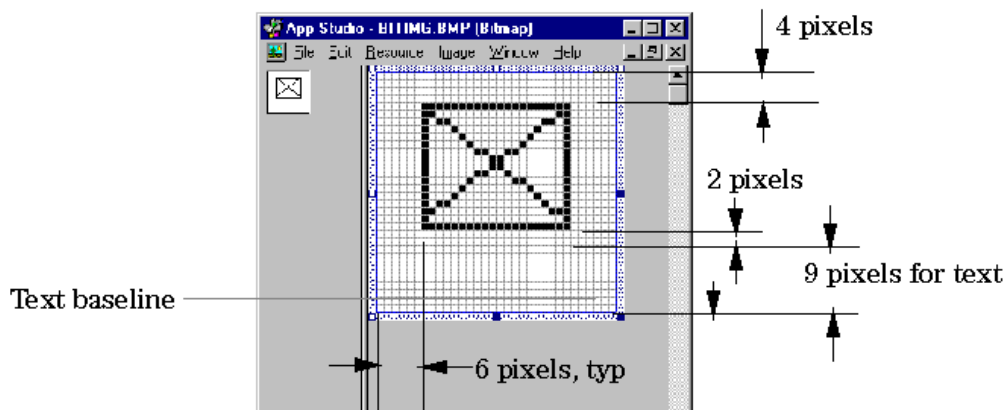 App Studio - BITIMG.BMP (Bitmap)
File Edit Resource Image Window Help
4 pixels
2 pixels
9 pixels for text
Text baseline
6 pixels, typ